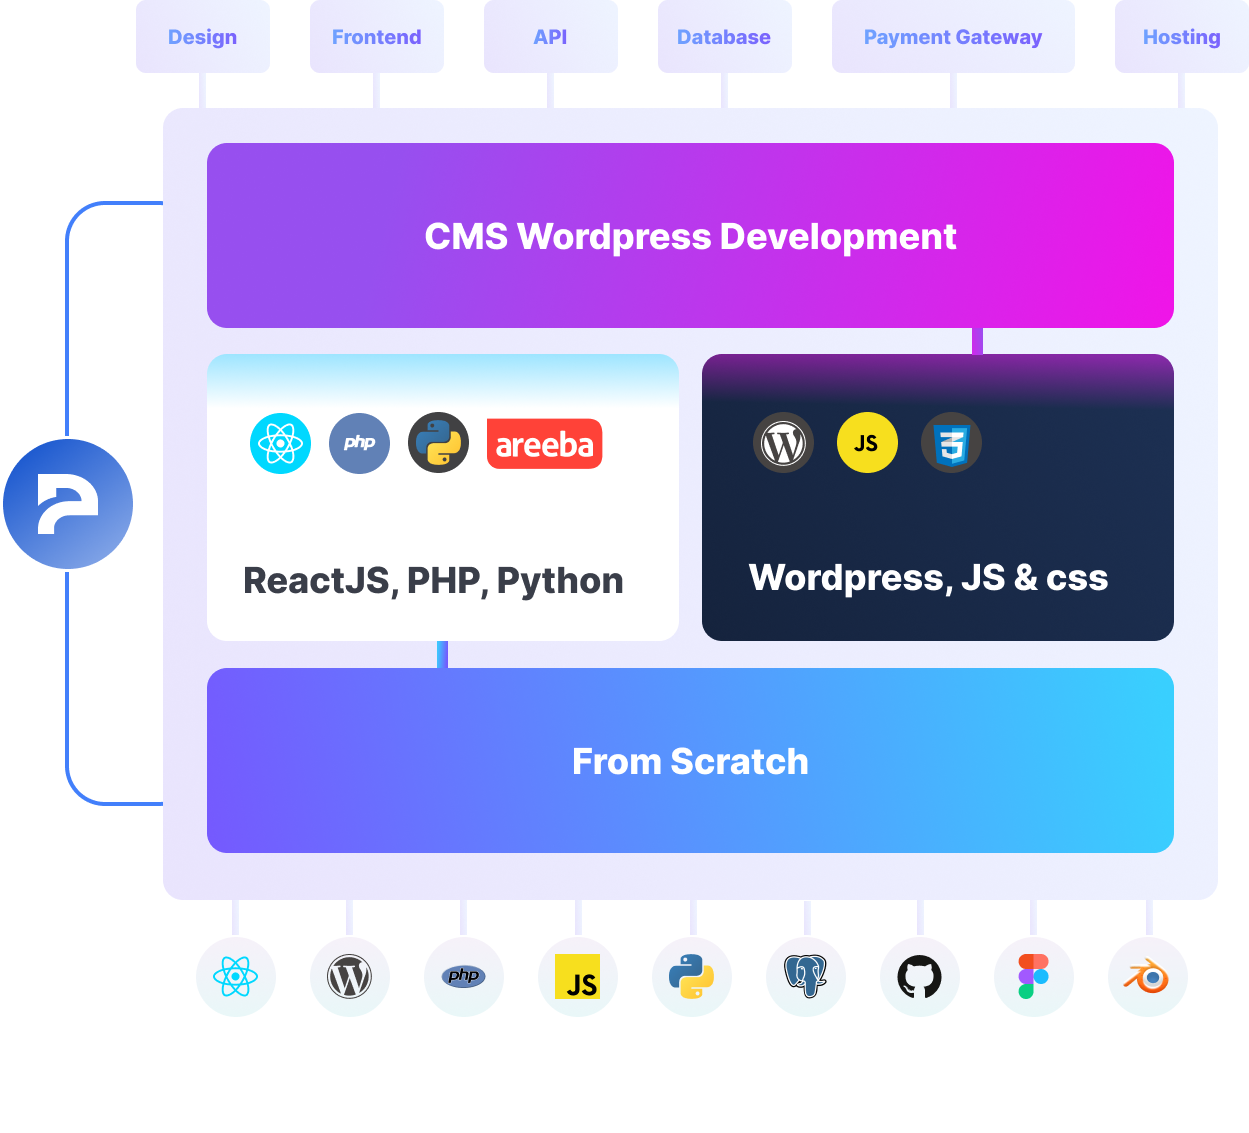 Design
Frontend
API
Database
Payment Gateway
Hosting
CMS Wordpress Development
php
areeba
JS
ReactJS, PHP, Python
Wordpress, JS & css
From Scratch
php
JS